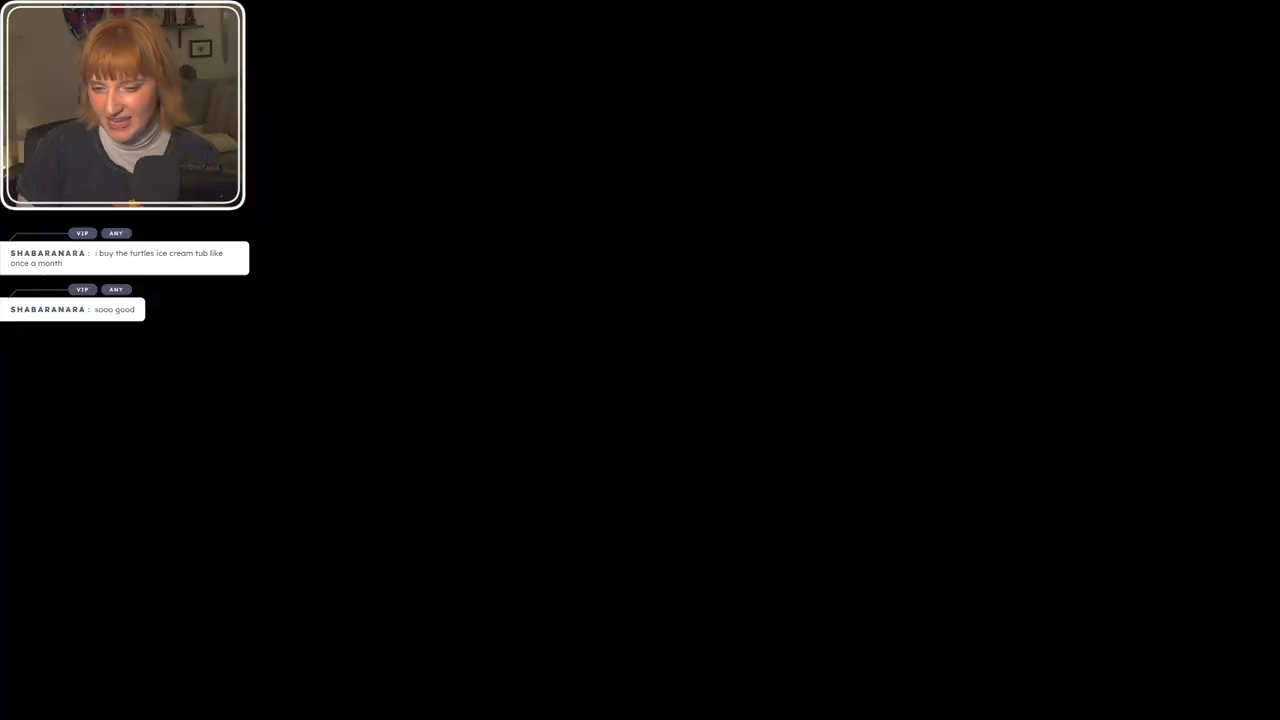 VIP ANY
SHABARANARA : i buy the turtles ice cream tub like
once a month
VIP ANY
SHABARANARA : sooo good